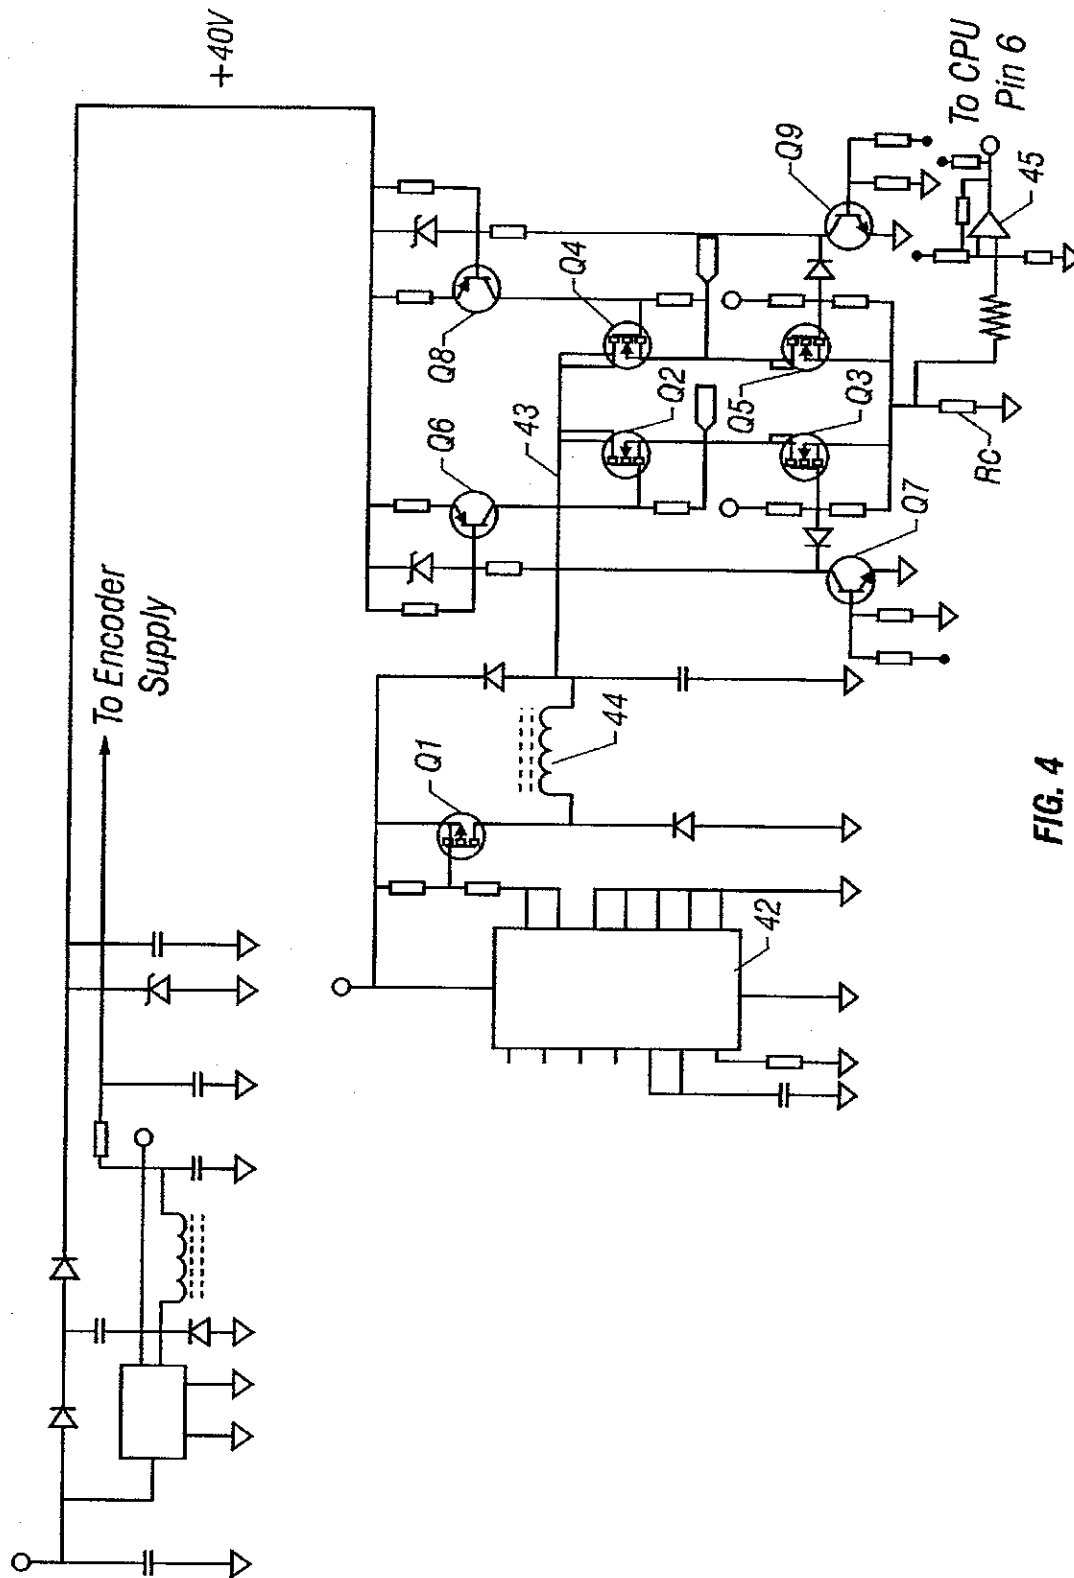 +40V
To Encoder
Supply
Q6
Q8
43
Q4
Q2
Q1
44
Q5
Q3
Q9
Q7
Rc
To CPU
Pin 6
45
42
FIG. 4